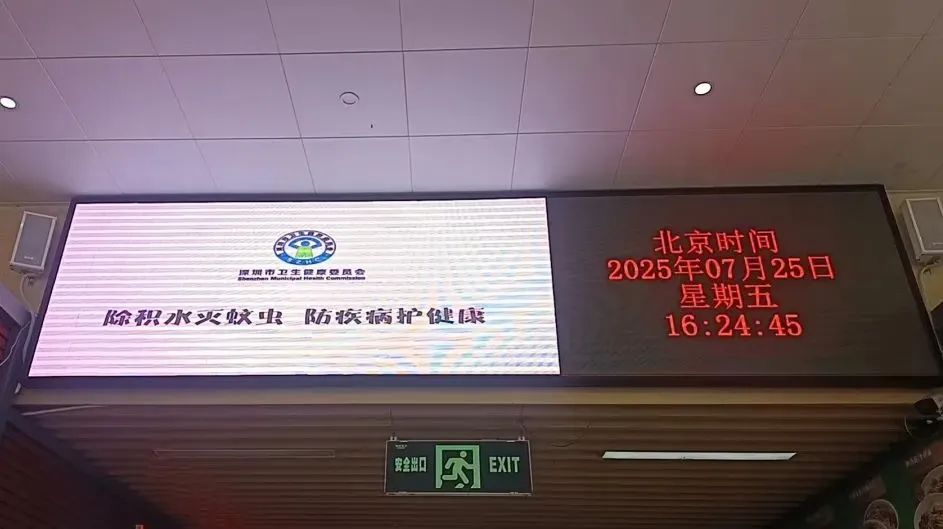 深圳市卫生健康委员会
Shenzhen Municipal Health Commission
除积水灭蚊虫 防疾病护健康
北京时间
2025年07月25日
星期五
16:24:45
安全出口 EXIT